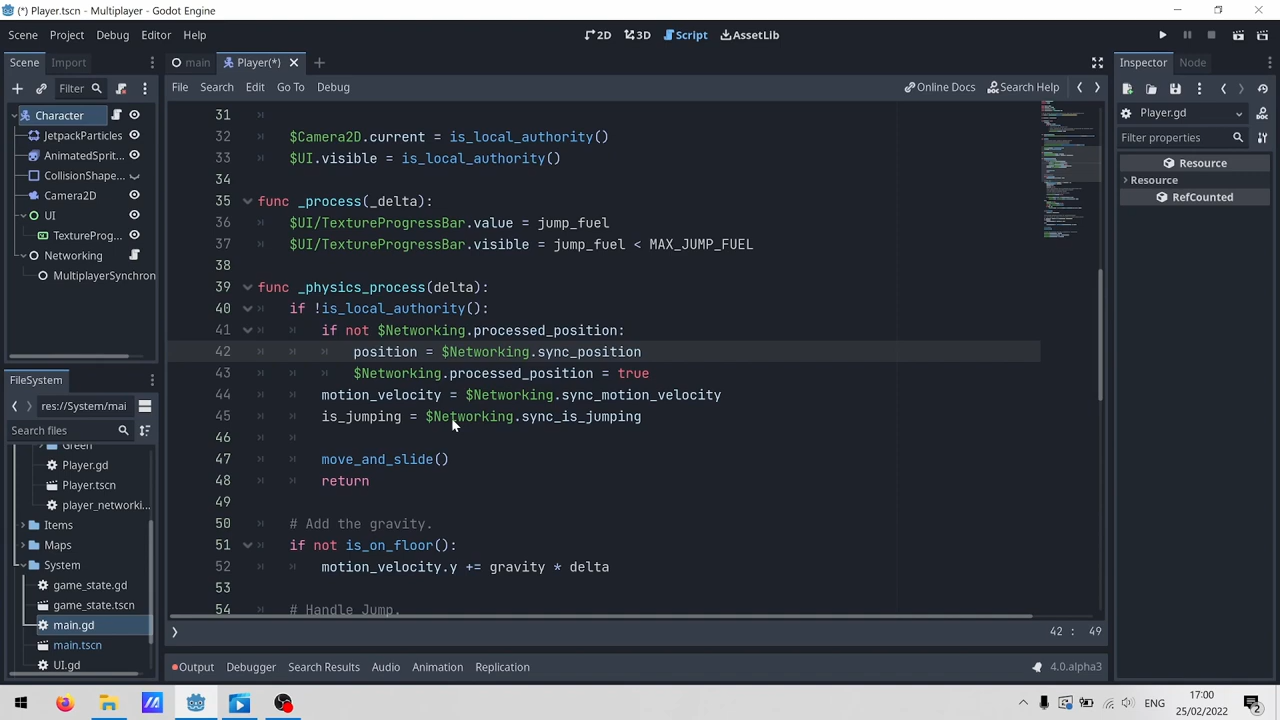 (*) Player.tscn - Multiplayer - Godot Engine
Scene Project Debug Editor Help
2D 3D Script AssetLib
Scene Import
main Player(*)
Inspector Node
Filter
File Search Edit Go To Debug
Online Docs Search Help
Character
JetpackParticles
AnimatedSprit...
CollisionShape...
Camera2D
UI
TextureProg...
Networking
MultiplayerSynchron
FileSystem
res://System/mai
Search files
Green
Player.gd
Player.tscn
player_networki...
Items
Maps
System
game_state.gd
game_state.tscn
main.gd
main.tscn
UI.gd
31
32 $Camera2D.current = is_local_authority()
33 $UI.visible = is_local_authority()
34
35 func _process(_delta):
36 $UI/TextureProgressBar.value = jump_fuel
37 $UI/TextureProgressBar.visible = jump_fuel < MAX_JUMP_FUEL
38
39 func _physics_process(delta):
40 if !is_local_authority():
41 if not $Networking.processed_position:
42 position = $Networking.sync_position
43 $Networking.processed_position = true
44 motion_velocity = $Networking.sync_motion_velocity
45 is_jumping = $Networking.sync_is_jumping
46
47 move_and_slide()
48 return
49
50 # Add the gravity.
51 if not is_on_floor():
52 motion_velocity.y += gravity * delta
53
54 # Handle Jump.
42 : 49
Output Debugger Search Results Audio Animation Replication
4.0.alpha3
Player.gd
Filter properties
Resource
Resource
RefCounted
ENG
17:00
25/02/2022
2